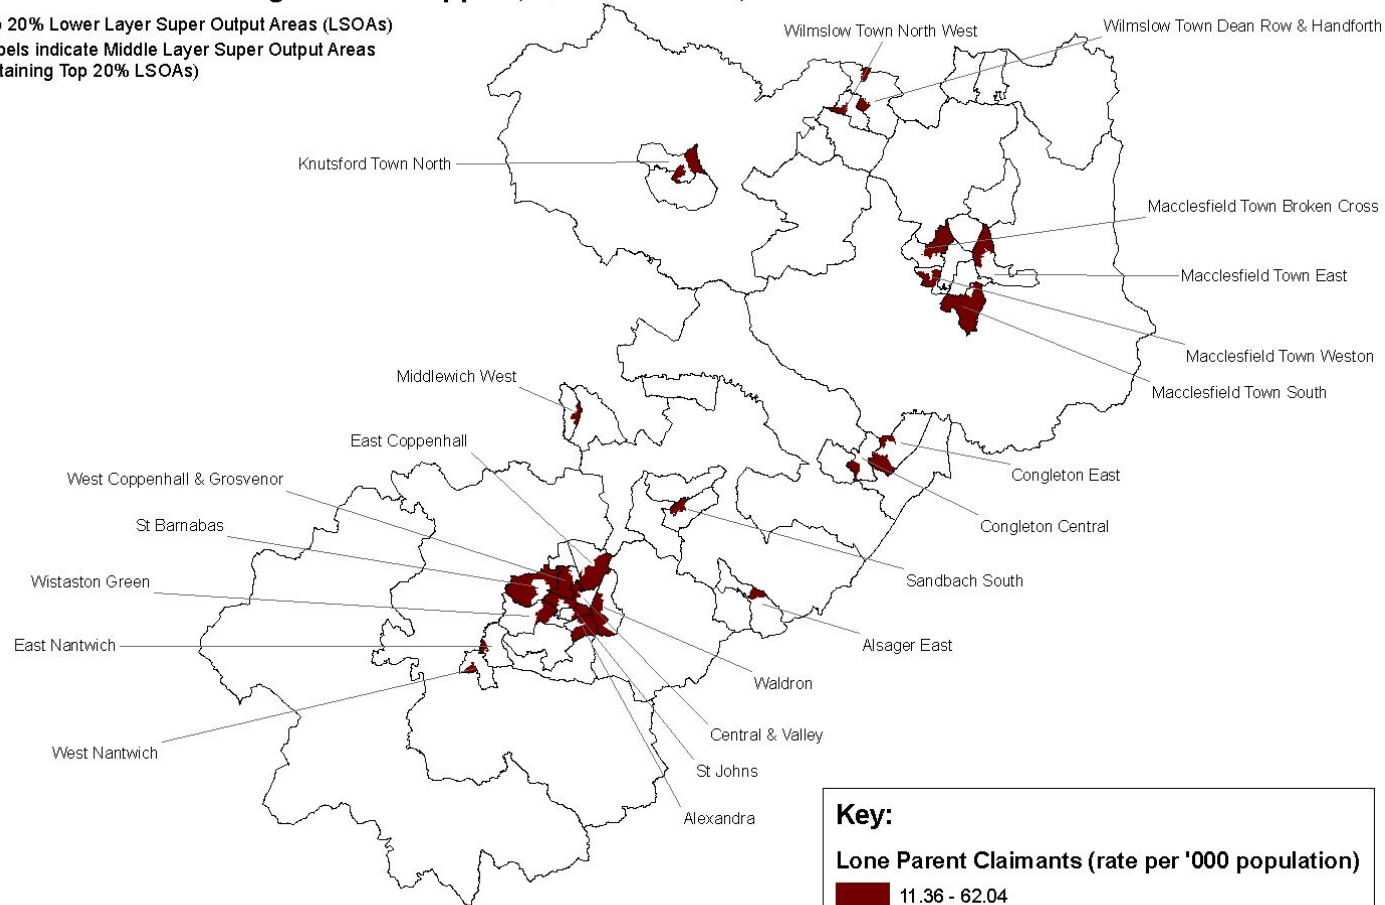 20% Lower Layer Super Output Areas (LSOAs)
indicate Middle Layer Super Output Areas
Top 20% LSOAs)
Wilmslow Town North West
Wilmslow Town Dean Row & Handforth
Knutsford Town North
Macclesfield Town Broken Cross
Macclesfield Town East
Macclesfield Town Weston
Macclesfield Town South
Middlewich West
East Coppenhall
West Coppenhall & Grosvenor
St Barnabas
Wistaston Green
East Nantwich
West Nantwich
Congleton East
Congleton Central
Sandbach South
Alsager East
Waldron
Central & Valley
St Johns
Alexandra
Key:
Lone Parent Claimants (rate per '000 population)
11.36 - 62.04